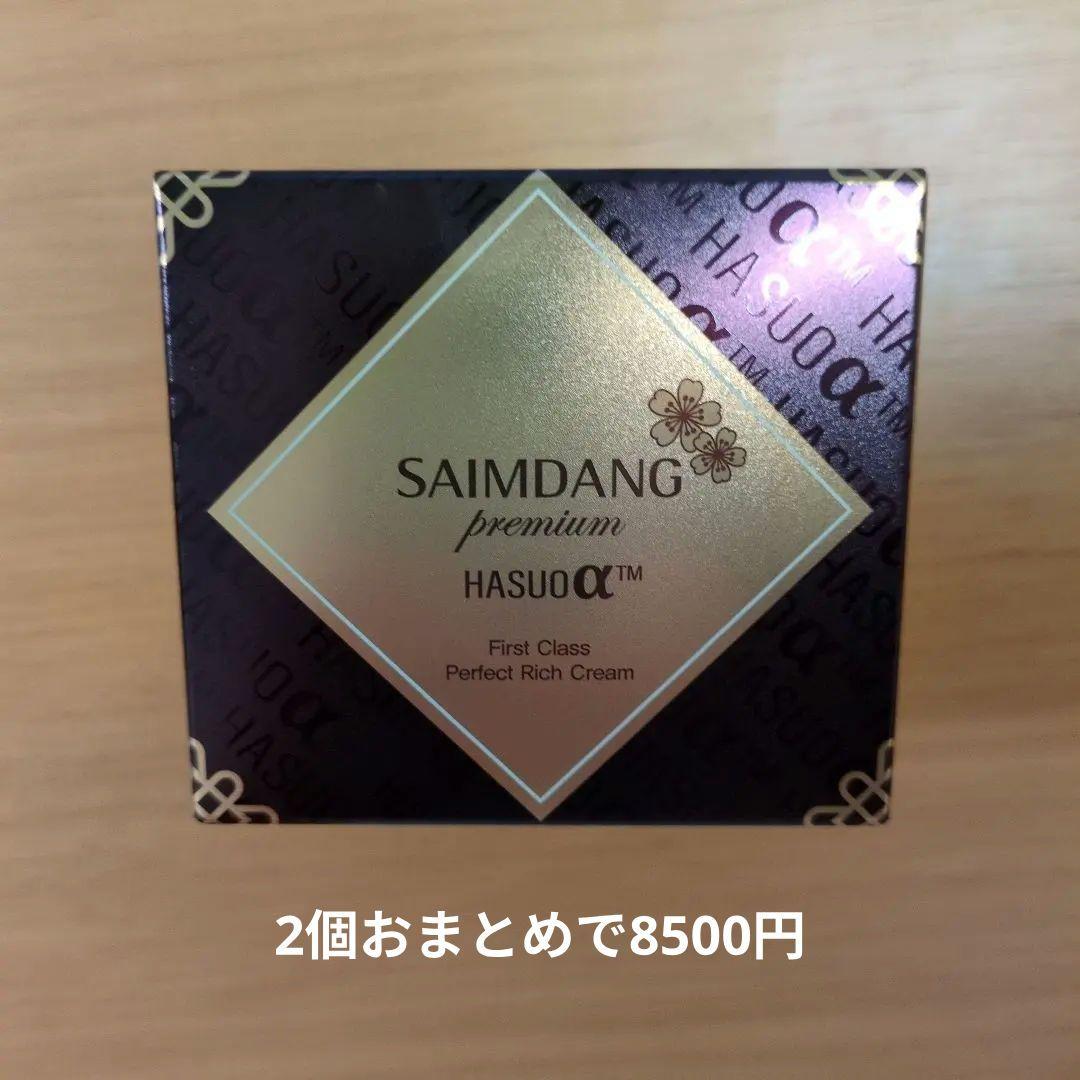 SAIMDANG
premium
HASUOα™
First Class
Perfect Rich Cream
2個おまとめで8500円